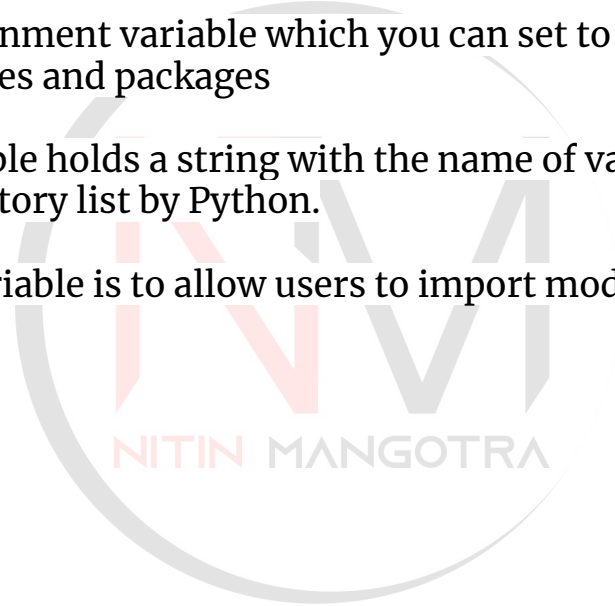 nment variable which you can set to
es and packages
ble holds a string with the name of va
tory list by Python.
riable is to allow users to import mod
NITIN MANGOTRA